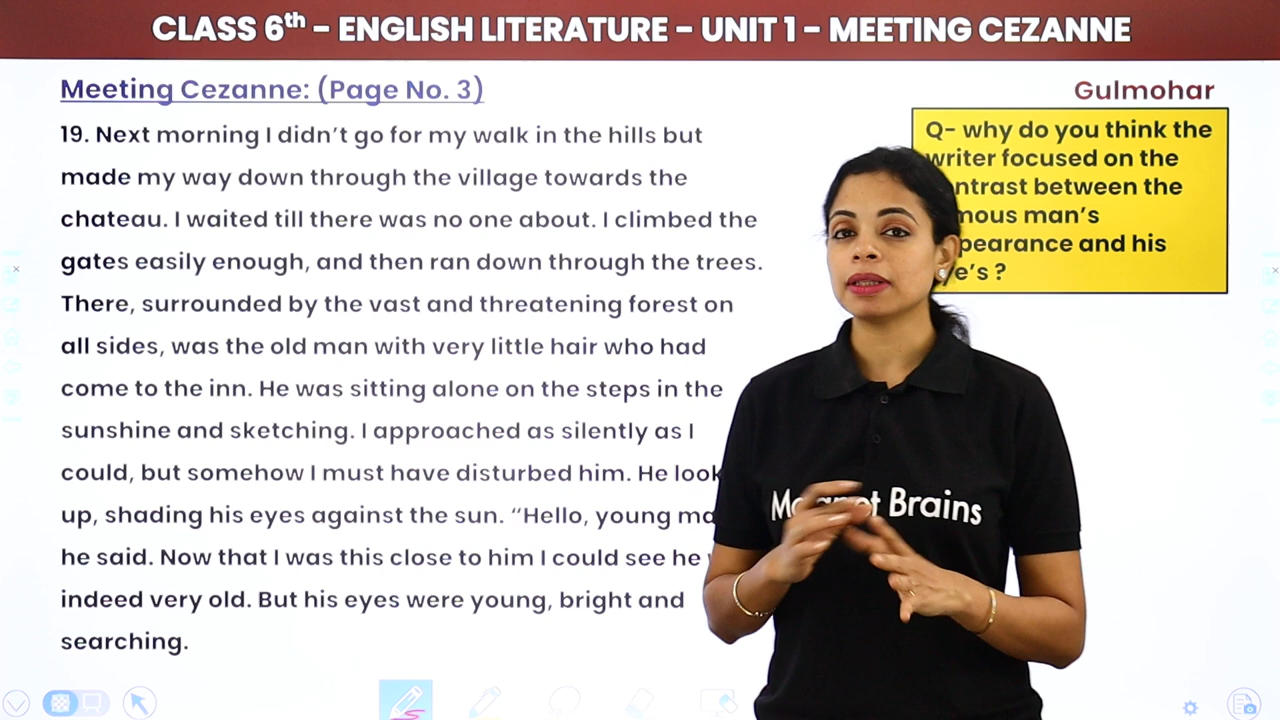 CLASS 6th – ENGLISH LITERATURE – UNIT 1 – MEETING CEZANNE
Meeting Cezanne: (Page No. 3)
Gulmohar
19. Next morning I didn't go for my walk in the hills but
made my way down through the village towards the
chateau. I waited till there was no one about. I climbed the
gates easily enough, and then ran down through the trees.
There, surrounded by the vast and threatening forest on
all sides, was the old man with very little hair who had
come to the inn. He was sitting alone on the steps in the
sunshine and sketching. I approached as silently as I
could, but somehow I must have disturbed him. He
up, shading his eyes against the sun. “Hello, young
he said. Now that I was this close to him I could see he
indeed very old. But his eyes were young, bright and
searching.
Q- why do you think the
writer focused on the
between the
man's
and his
?
Brains